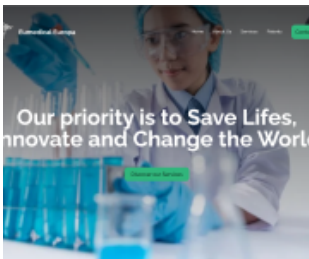 Eumedical Europa
Home About Us Services Patents
Our priority is to Save Lifes,
nnovate and Change the Worl
Discover our Services